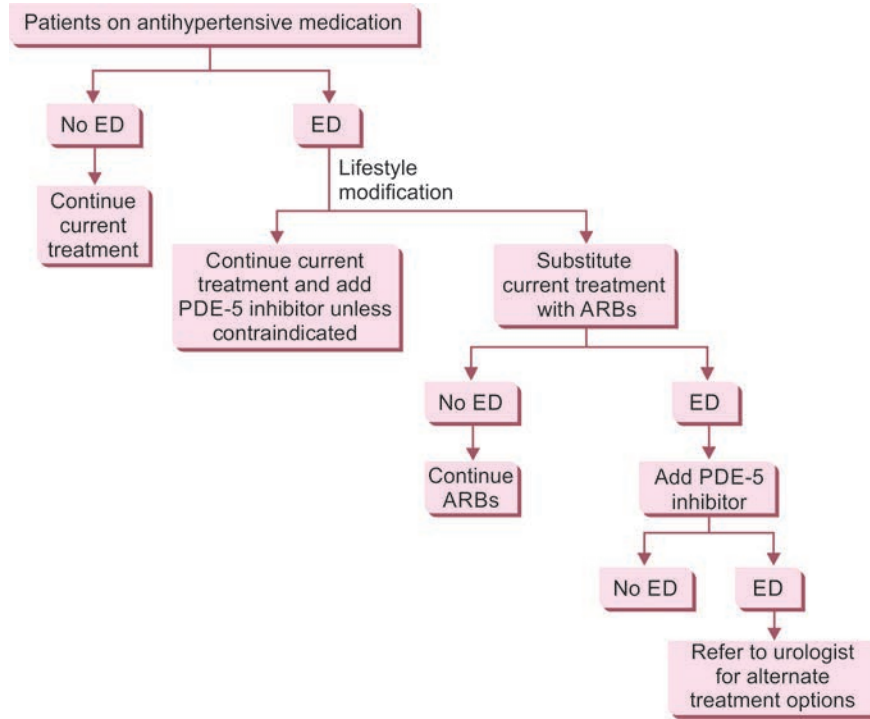 Patients on antihypertensive medication
No ED
ED
Lifestyle
modification
Continue
current
treatment
Continue current
treatment and add
PDE-5 inhibitor unless
contraindicated
Substitute
current treatment
with ARBs
No ED
ED
Continue
ARBs
Add PDE-5
inhibitor
No ED
ED
Refer to urologist
for alternate
treatment options